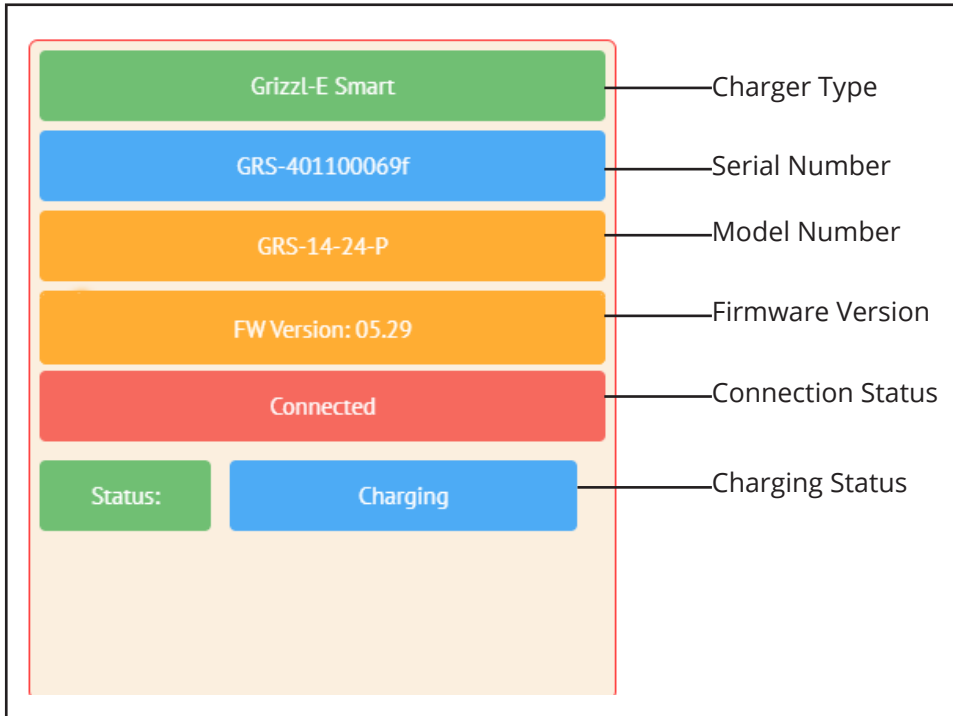 Grizzl-E Smart
Charger Type
GRS-401100069f
Serial Number
GRS-14-24-P
Model Number
FW Version: 05.29
Firmware Version
Connected
Connection Status
Status:
Charging
Charging Status